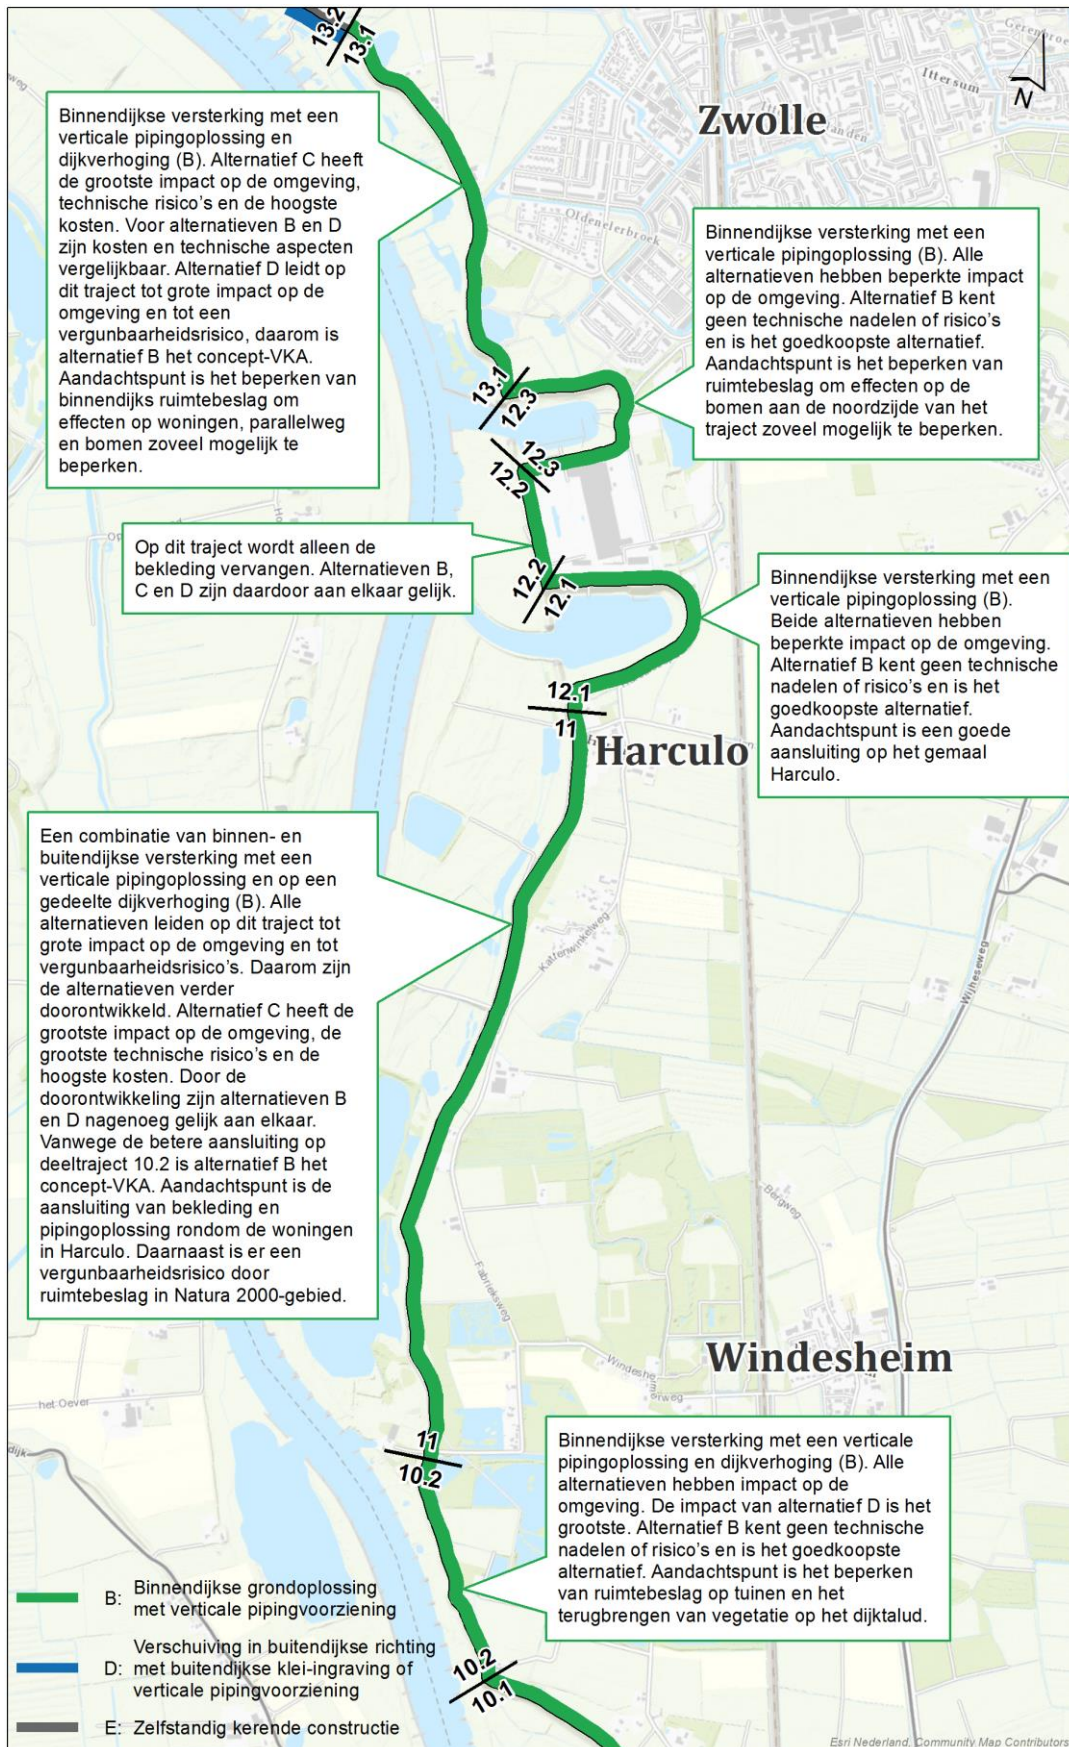 13.2
13.1
Gerenbroek
Ittersum
Zwolle
Oldenelerbroek
Binnendijkse versterking met een
verticale pipingoplossing en
dijkverhoging (B). Alternatief C heeft
de grootste impact op de omgeving,
technische risico's en de hoogste
kosten. Voor alternatieven B en D
zijn kosten en technische aspecten
vergelijkbaar. Alternatief D leidt op
dit traject tot grote impact op de
omgeving en tot een
vergunbaarheidsrisico, daarom is
alternatief B het concept-VKA.
Aandachtspunt is het beperken van
binnendijks ruimtebeslag om
effecten op woningen, parallelweg
en bomen zoveel mogelijk te
beperken.
Binnendijkse versterking met een
verticale pipingoplossing (B). Alle
alternatieven hebben beperkte impact
op de omgeving. Alternatief B kent
geen technische nadelen of risico's
en is het goedkoopste alternatief.
Aandachtspunt is het beperken van
ruimtebeslag om effecten op de
bomen aan de noordzijde van het
traject zoveel mogelijk te beperken.
13.1
12.3
12.3
12.2
Op dit traject wordt alleen de
bekleding vervangen. Alternatieven B,
C en D zijn daardoor aan elkaar gelijk.
12.2
12.1
Binnendijkse versterking met een
verticale pipingoplossing (B).
Beide alternatieven hebben
beperkte impact op de omgeving.
Alternatief B kent geen technische
nadelen of risico's en is het
goedkoopste alternatief.
Aandachtspunt is een goede
aansluiting op het gemaal
Harculo.
12.1
11
Harculo
Een combinatie van binnen- en
buitendijkse versterking met een
verticale pipingoplossing en op een
gedeelte dijkverhoging (B). Alle
alternatieven leiden op dit traject tot
grote impact op de omgeving en tot
vergunbaarheidsrisico's. Daarom zijn
de alternatieven verder
doorontwikkeld. Alternatief C heeft de
grootste impact op de omgeving, de
grootste technische risico's en de
hoogste kosten. Door de
doorontwikkeling zijn alternatieven B
en D nagenoeg gelijk aan elkaar.
Vanwege de betere aansluiting op
deeltraject 10.2 is alternatief B het
concept-VKA. Aandachtspunt is de
aansluiting van bekleding en
pipingoplossing rondom de woningen
in Harculo. Daarnaast is er een
vergunbaarheidsrisico door
ruimtebeslag in Natura 2000-gebied.
Katterwinkelweg
Wijheseweg
Bergweg
Fabrieksweg
Windesheim
het Oever
dijk
11
10.2
Binnendijkse versterking met een verticale
pipingoplossing en dijkverhoging (B). Alle
alternatieven hebben impact op de
omgeving. De impact van alternatief D is het
grootste. Alternatief B kent geen technische
nadelen of risico's en is het goedkoopste
alternatief. Aandachtspunt is het beperken
van ruimtebeslag op tuinen en het
terugbrengen van vegetatie op het dijktalud.
10.2
10.1
B: Binnendijkse grondoplossing
met verticale pipingvoorziening
Verschuiving in buitendijkse richting
D: met buitendijkse klei-ingraving of
verticale pipingvoorziening
E: Zelfstandig kerende constructie
N
Esri Nederland, Community Map Contributors